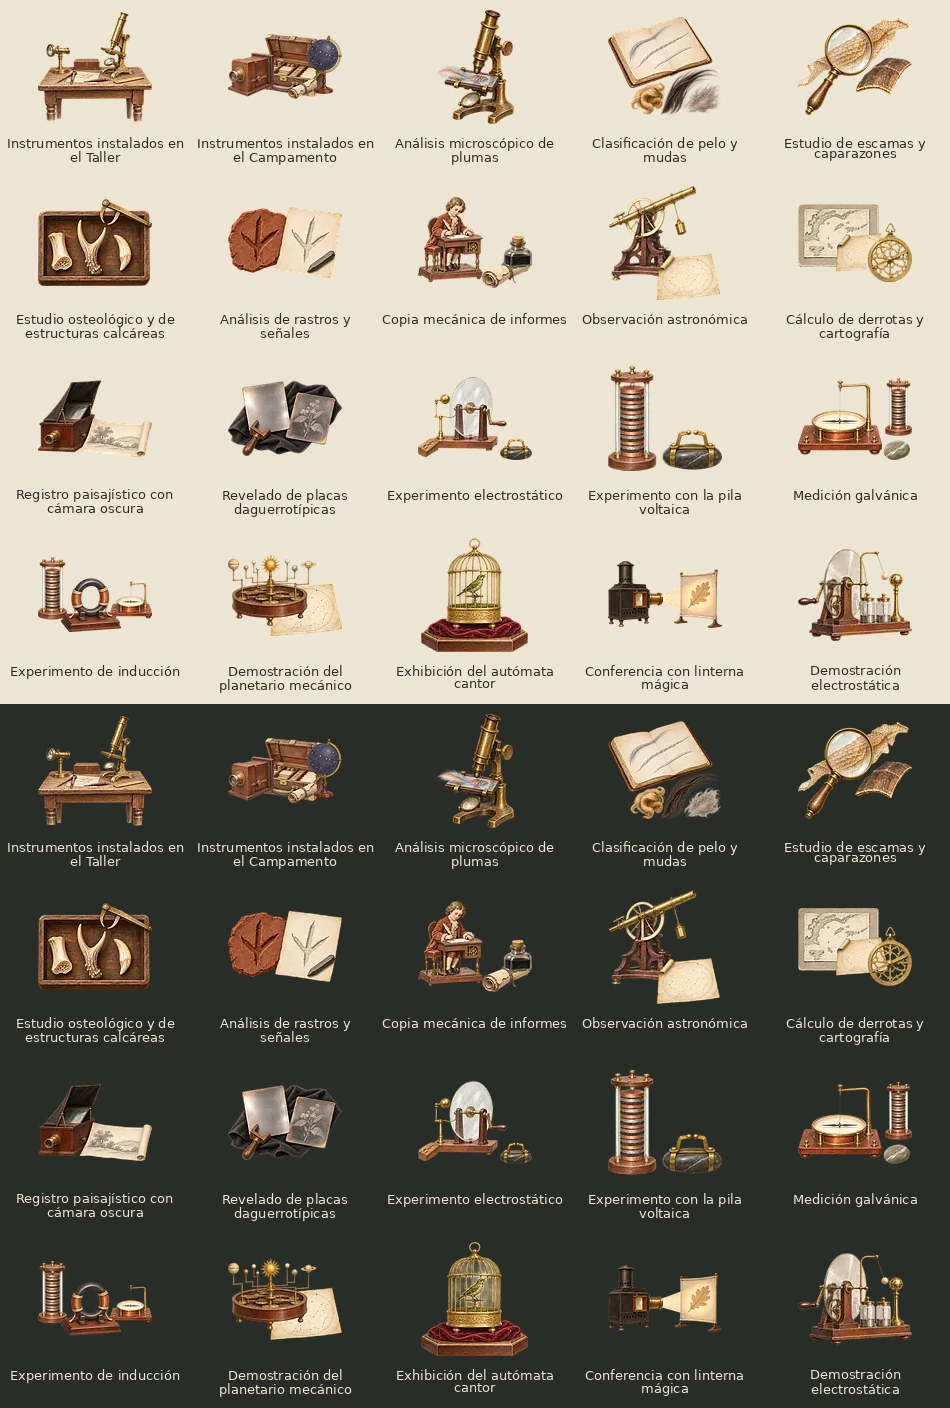 Instrumentos instalados en
el Taller
Instrumentos instalados en
el Campamento
Análisis microscópico de
plumas
Clasificación de pelo y
mudas
Estudio de escamas y
caparazones
Estudio osteológico y de
estructuras calcáreas
Análisis de rastros y
señales
Copia mecánica de informes
Observación astronómica
Cálculo de derrotas y
cartografía
Registro paisajístico con
cámara oscura
Revelado de placas
daguerrotípicas
Experimento electrostático
Experimento con la pila
voltaica
Medición galvánica
Experimento de inducción
Demostración del
planetario mecánico
Exhibición del autómata
cantor
Conferencia con linterna
mágica
Demostración
electrostática
Instrumentos instalados en
el Taller
Instrumentos instalados en
el Campamento
Análisis microscópico de
plumas
Clasificación de pelo y
mudas
Estudio de escamas y
caparazones
Estudio osteológico y de
estructuras calcáreas
Análisis de rastros y
señales
Copia mecánica de informes
Observación astronómica
Cálculo de derrotas y
cartografía
Registro paisajístico con
cámara oscura
Revelado de placas
daguerrotípicas
Experimento electrostático
Experimento con la pila
voltaica
Medición galvánica
Experimento de inducción
Demostración del
planetario mecánico
Exhibición del autómata
cantor
Conferencia con linterna
mágica
Demostración
electrostática